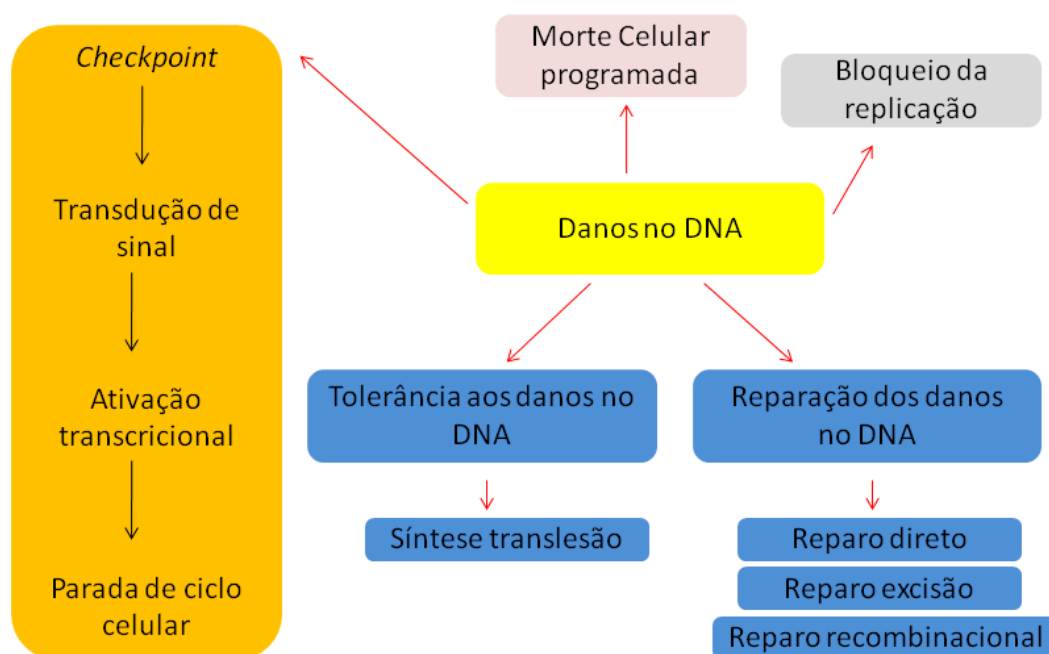 Checkpoint
Transdução de
sinal
Ativação
transcricional
Parada de ciclo
celular
Morte Celular
programada
Bloqueio da
replicação
Danos no DNA
Tolerância aos danos no
DNA
Síntese translesão
Reparação dos danos
no DNA
Reparo direto
Reparo excisão
Reparo recombinacional